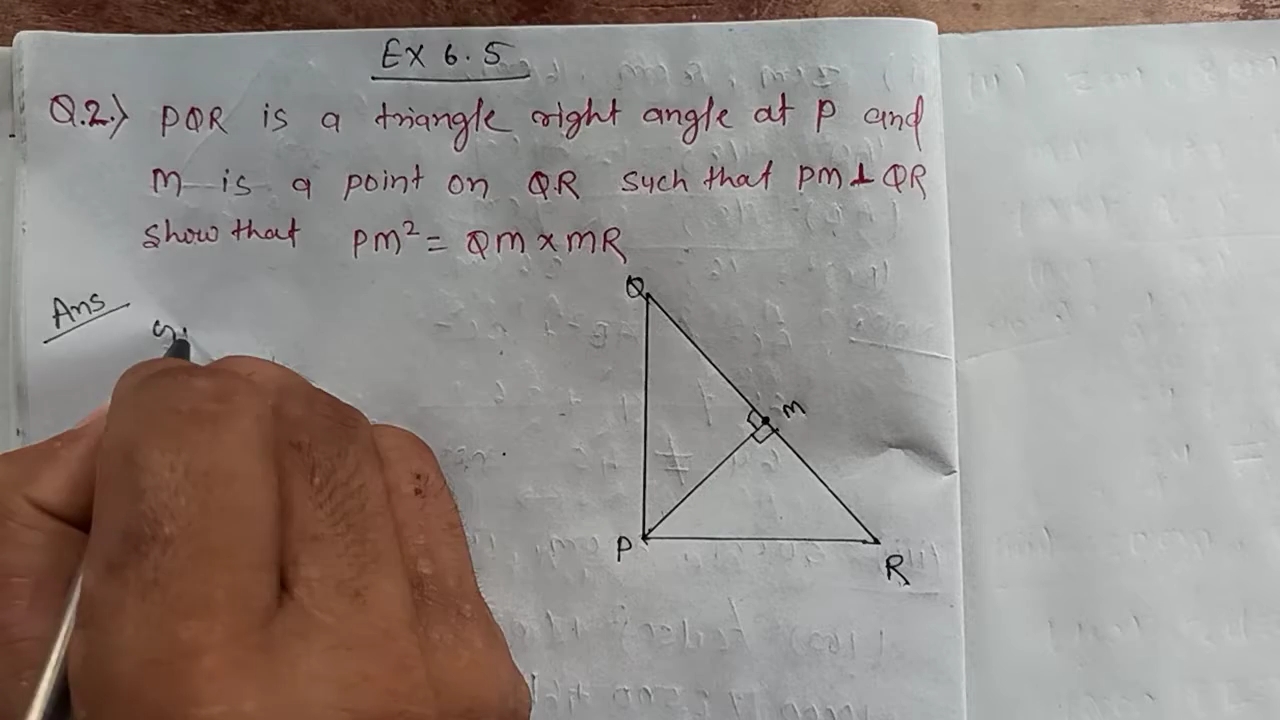 EX 6.5
Q.2.) PQR is a triangle right angle at P and
M is a point on QR such that PM ⊥ QR
show that PM² = QM × MR
Ans
Q
M
P
R